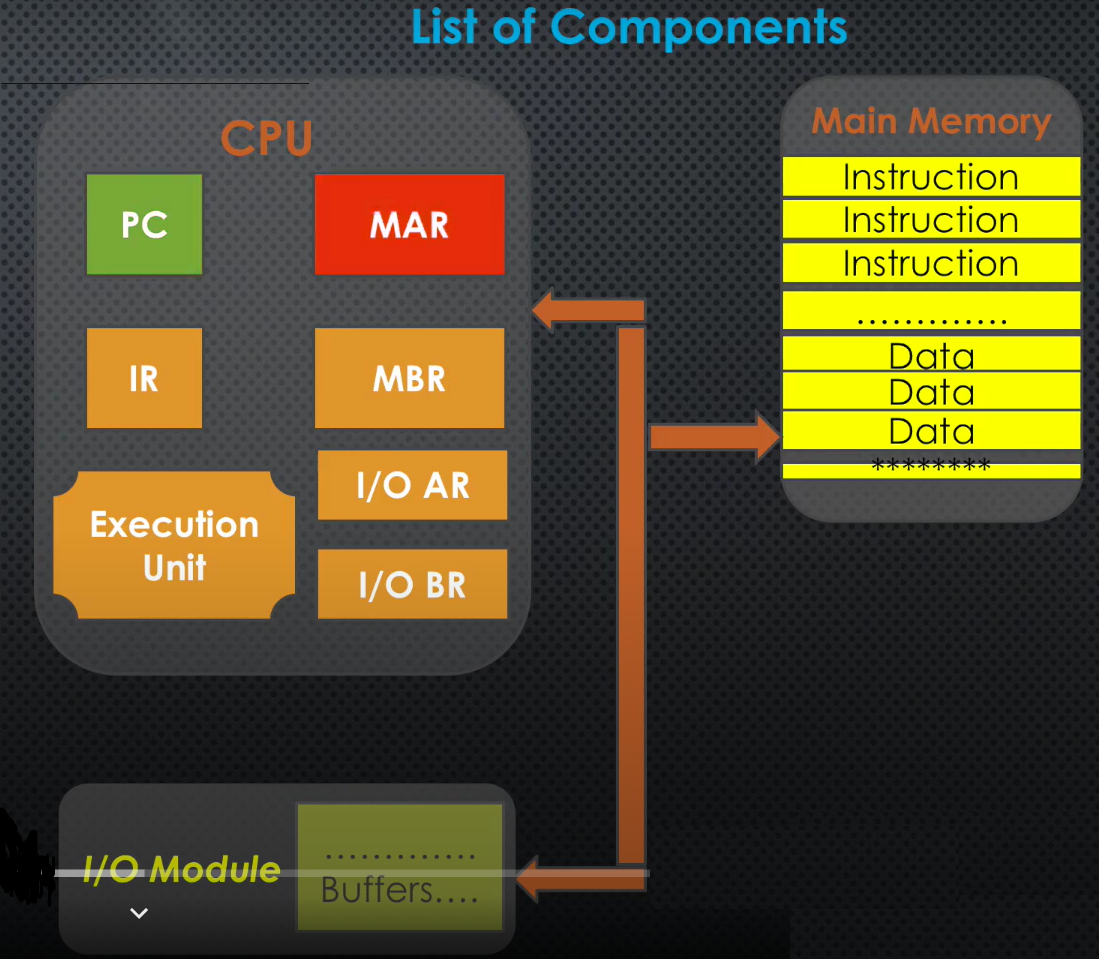 List of Components
CPU
PC
MAR
IR
MBR
Execution
Unit
I/O AR
I/O BR
Main Memory
Instruction
Instruction
Instruction
.............
Data
Data
Data
********
I/O Module
.............
Buffers....